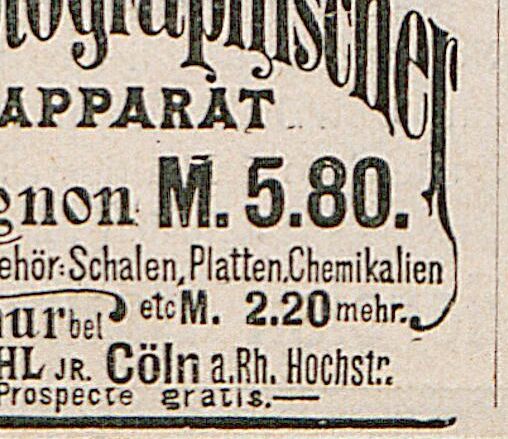 tographischer
APPARAT
gnon M. 5.80.
ehör: Schalen, Platten. Chemikalien
etc M. 2.20 mehr.
nur bei
HL JR. Cöln a. Rh. Hochstr.
Prospecte gratis.—